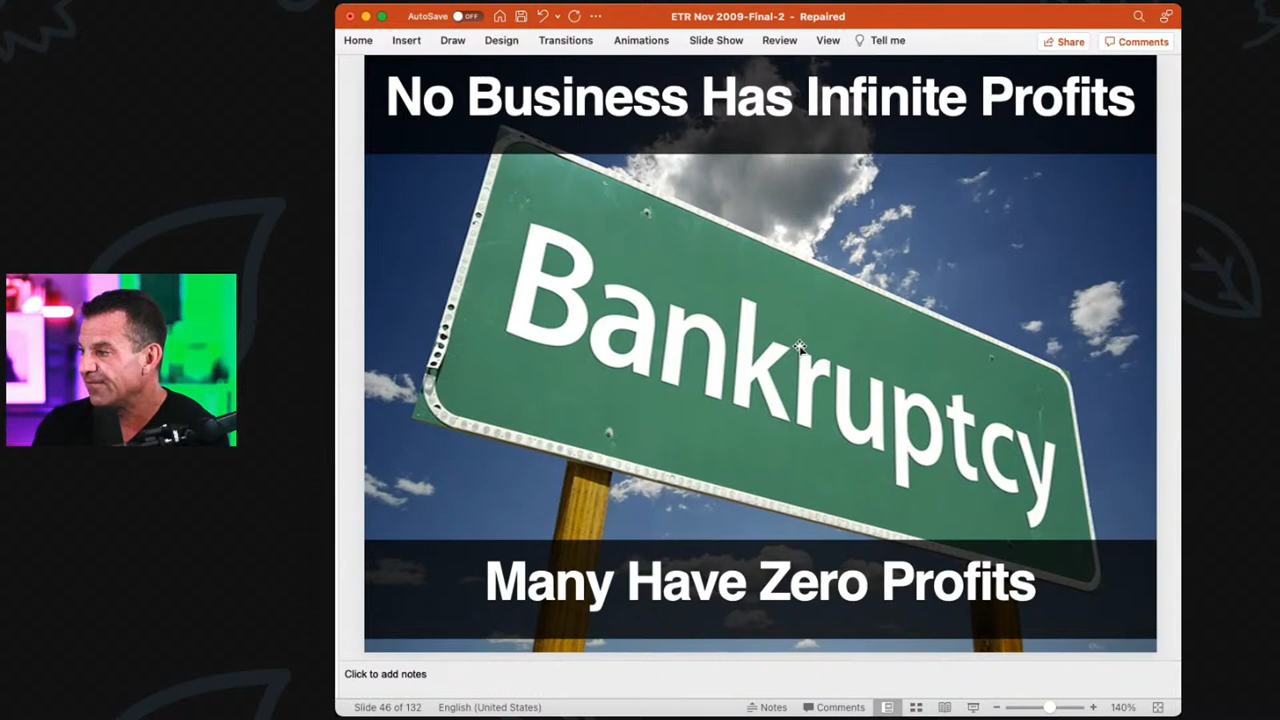 AutoSave OFF ETR Nov 2009-Final-2 - Repaired
Home Insert Draw Design Transitions Animations Slide Show Review View Tell me Share Comments
No Business Has Infinite Profits
Bankruptcy
Many Have Zero Profits
Click to add notes
Slide 46 of 132 English (United States) Notes Comments 140%